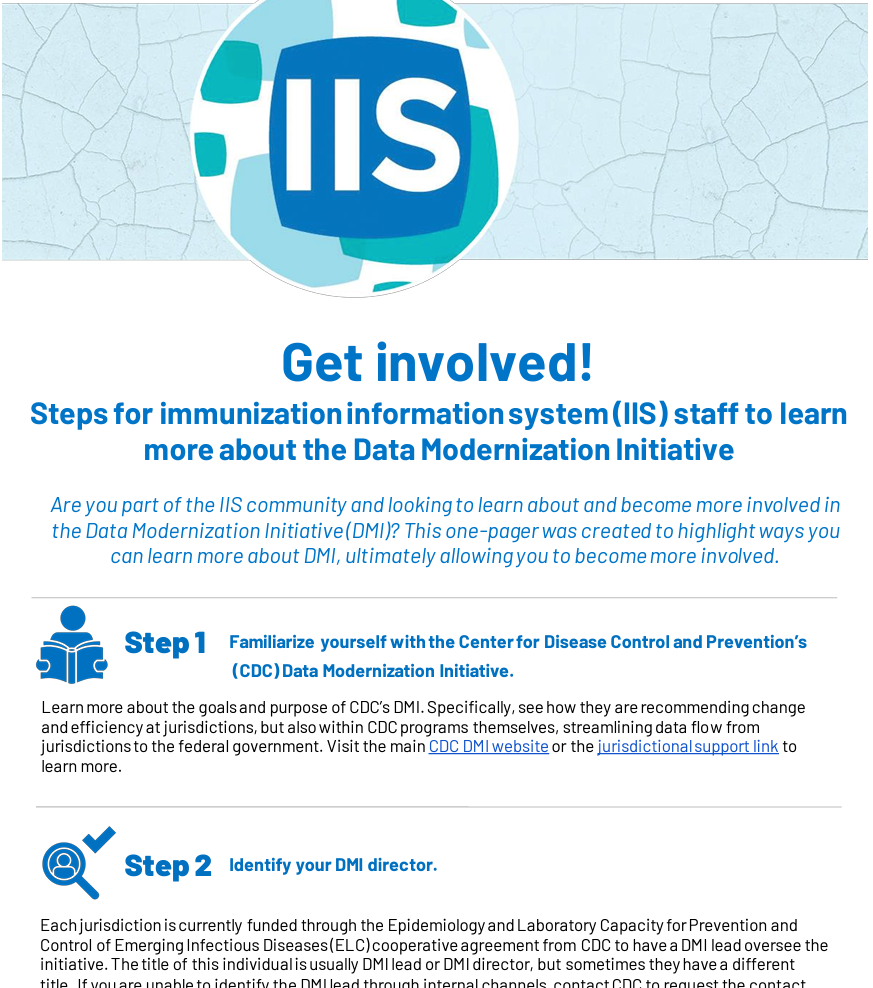 IIS
Get involved!
Steps for immunization information system (IIS) staff to learn
more about the Data Modernization Initiative
Are you part of the IIS community and looking to learn about and become more involved in
the Data Modernization Initiative (DMI)? This one-pager was created to highlight ways you
can learn more about DMI, ultimately allowing you to become more involved.
Step 1 Familiarize yourself with the Center for Disease Control and Prevention’s
(CDC) Data Modernization Initiative.
Learn more about the goals and purpose of CDC’s DMI. Specifically, see how they are recommending change
and efficiency at jurisdictions, but also within CDC programs themselves, streamlining data flow from
jurisdictions to the federal government. Visit the main CDC DMI website or the jurisdictional support link to
learn more.
Step 2 Identify your DMI director.
Each jurisdiction is currently funded through the Epidemiology and Laboratory Capacity for Prevention and
Control of Emerging Infectious Diseases (ELC) cooperative agreement from CDC to have a DMI lead oversee the
initiative. The title of this individual is usually DMI lead or DMI director, but sometimes they have a different
title. If you are unable to identify the DMI lead through internal channels, contact CDC to request the contact